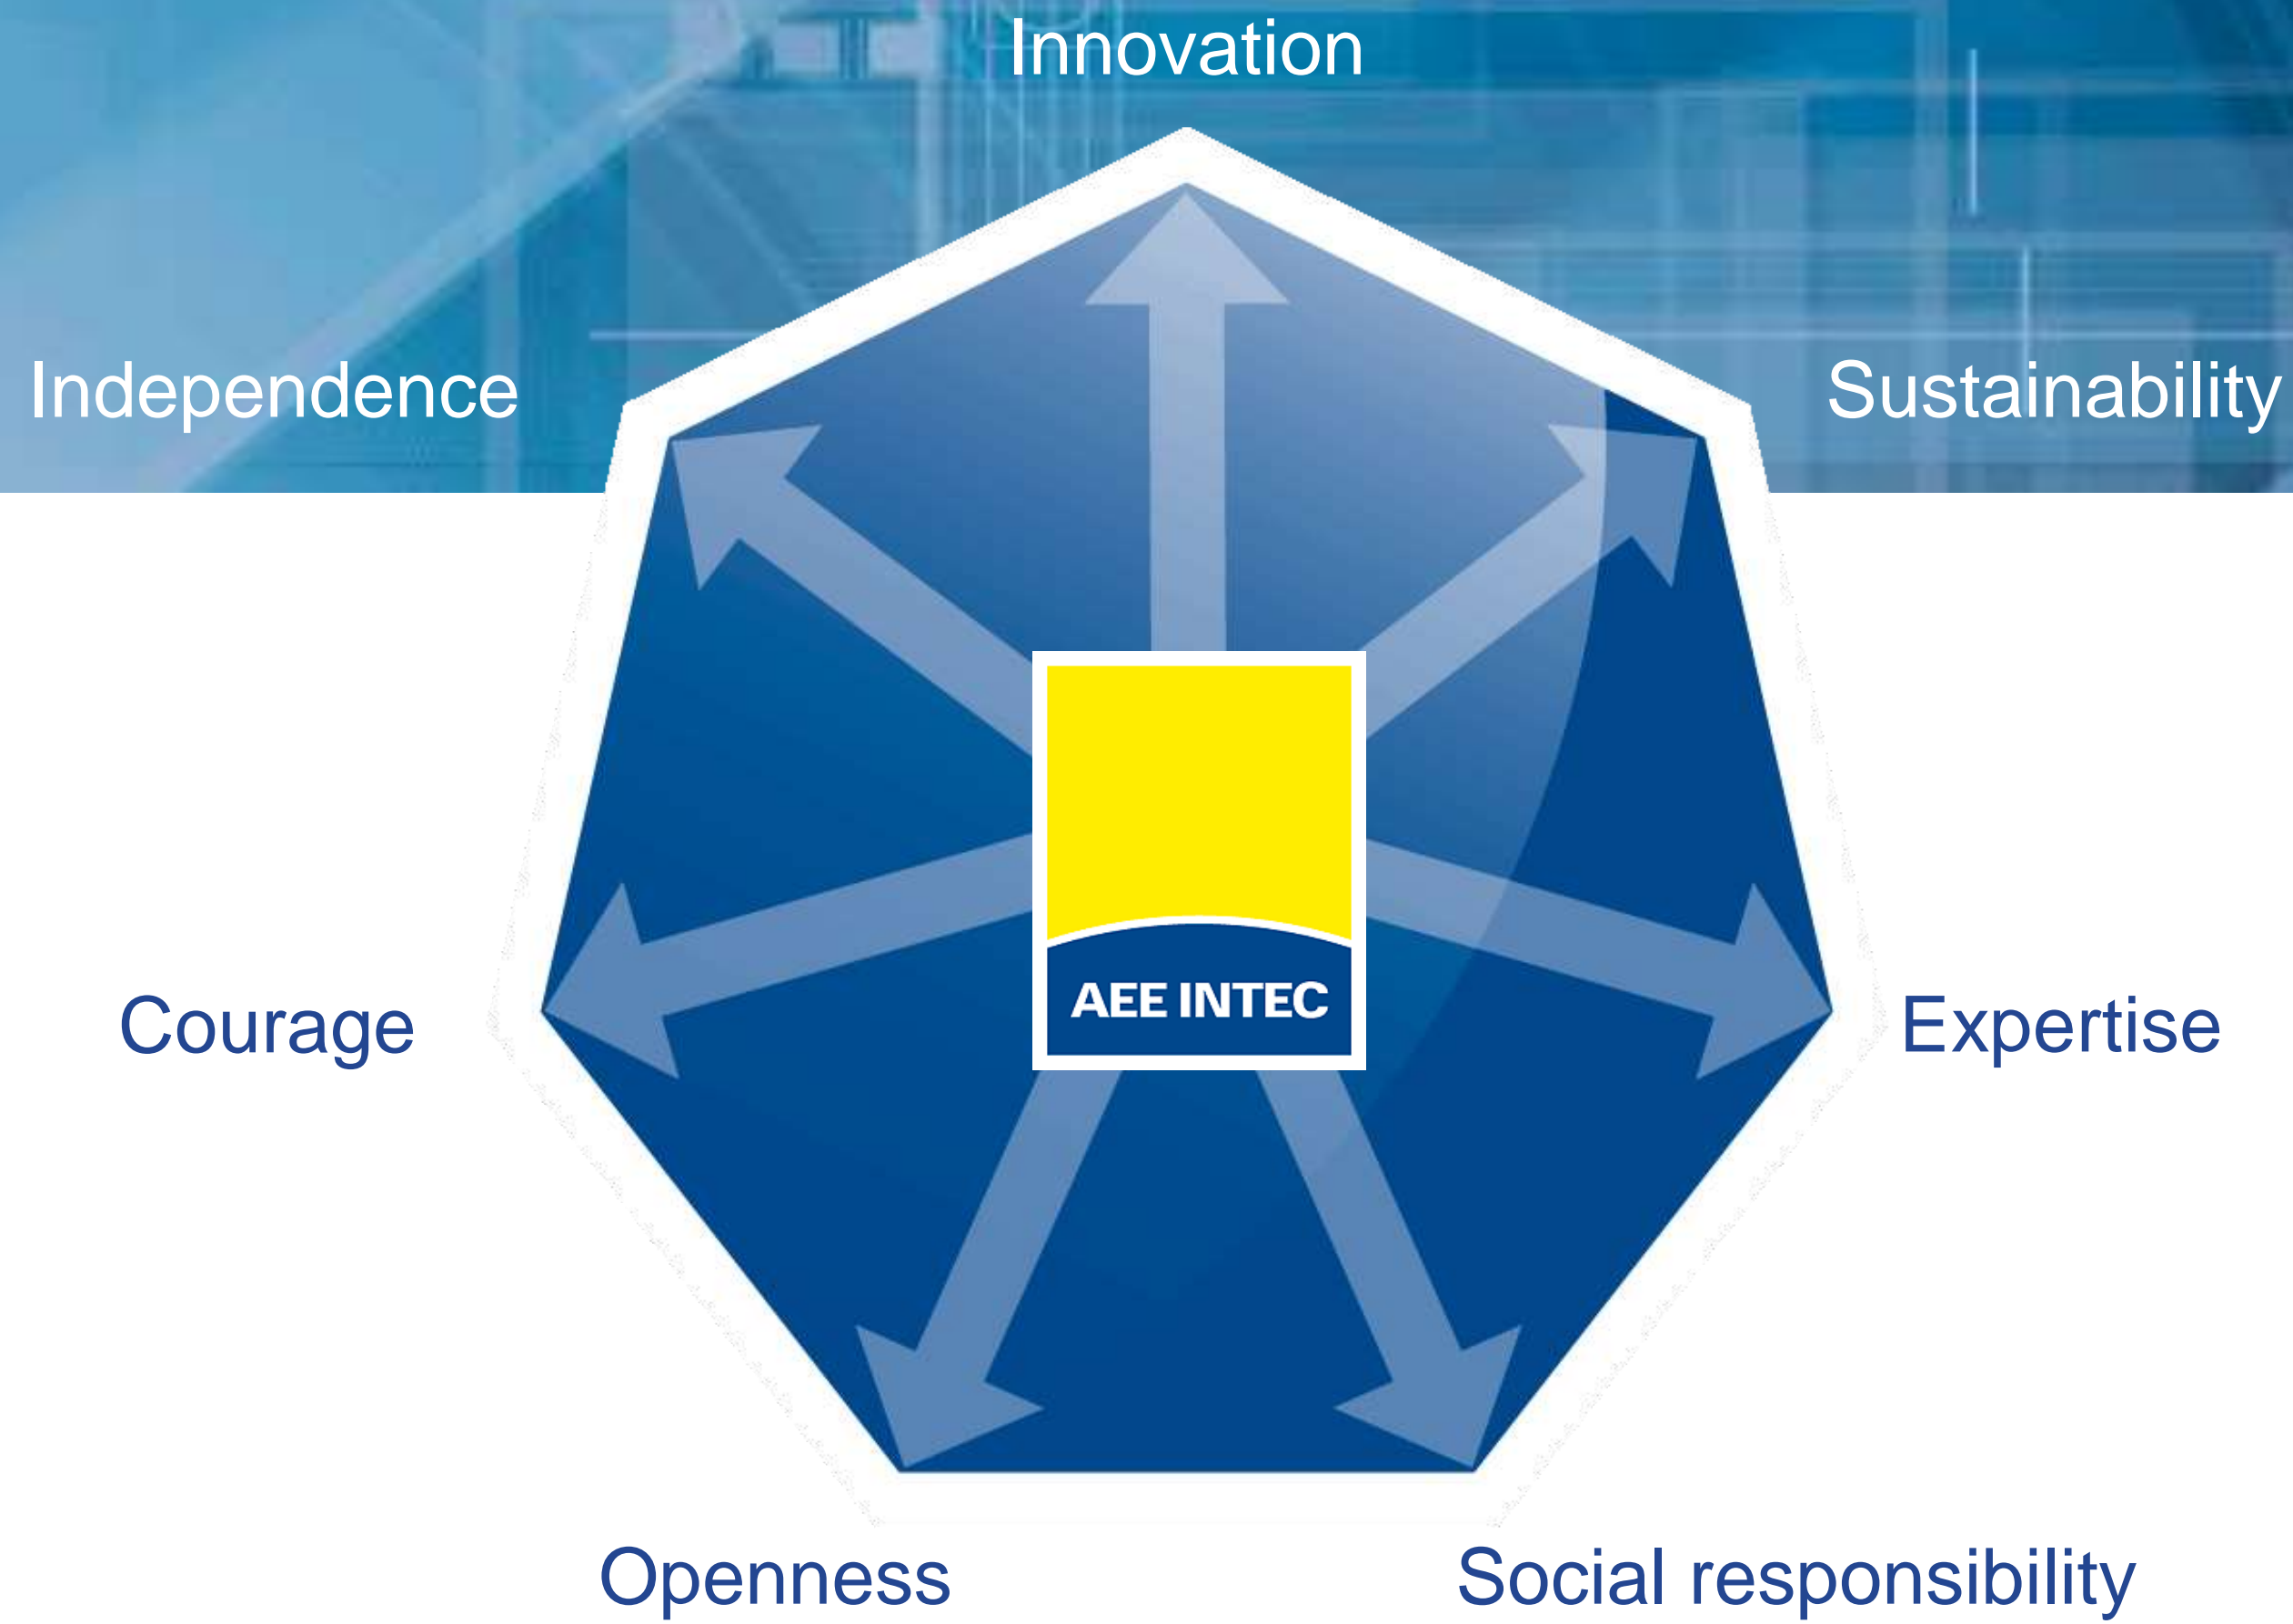 Innovation
Independence
Sustainability
AEE INTEC
Courage
Expertise
Openness
Social responsibility